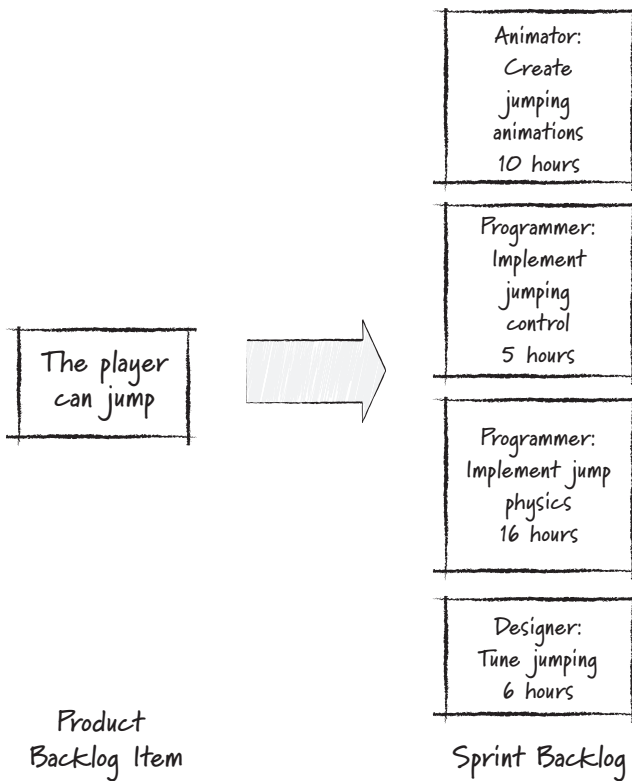 The player
can jump
Product
Backlog Item
Animator:
Create
jumping
animations
10 hours
Programmer:
Implement
jumping
control
5 hours
Programmer:
Implement jump
physics
16 hours
Designer:
Tune jumping
6 hours
Sprint Backlog